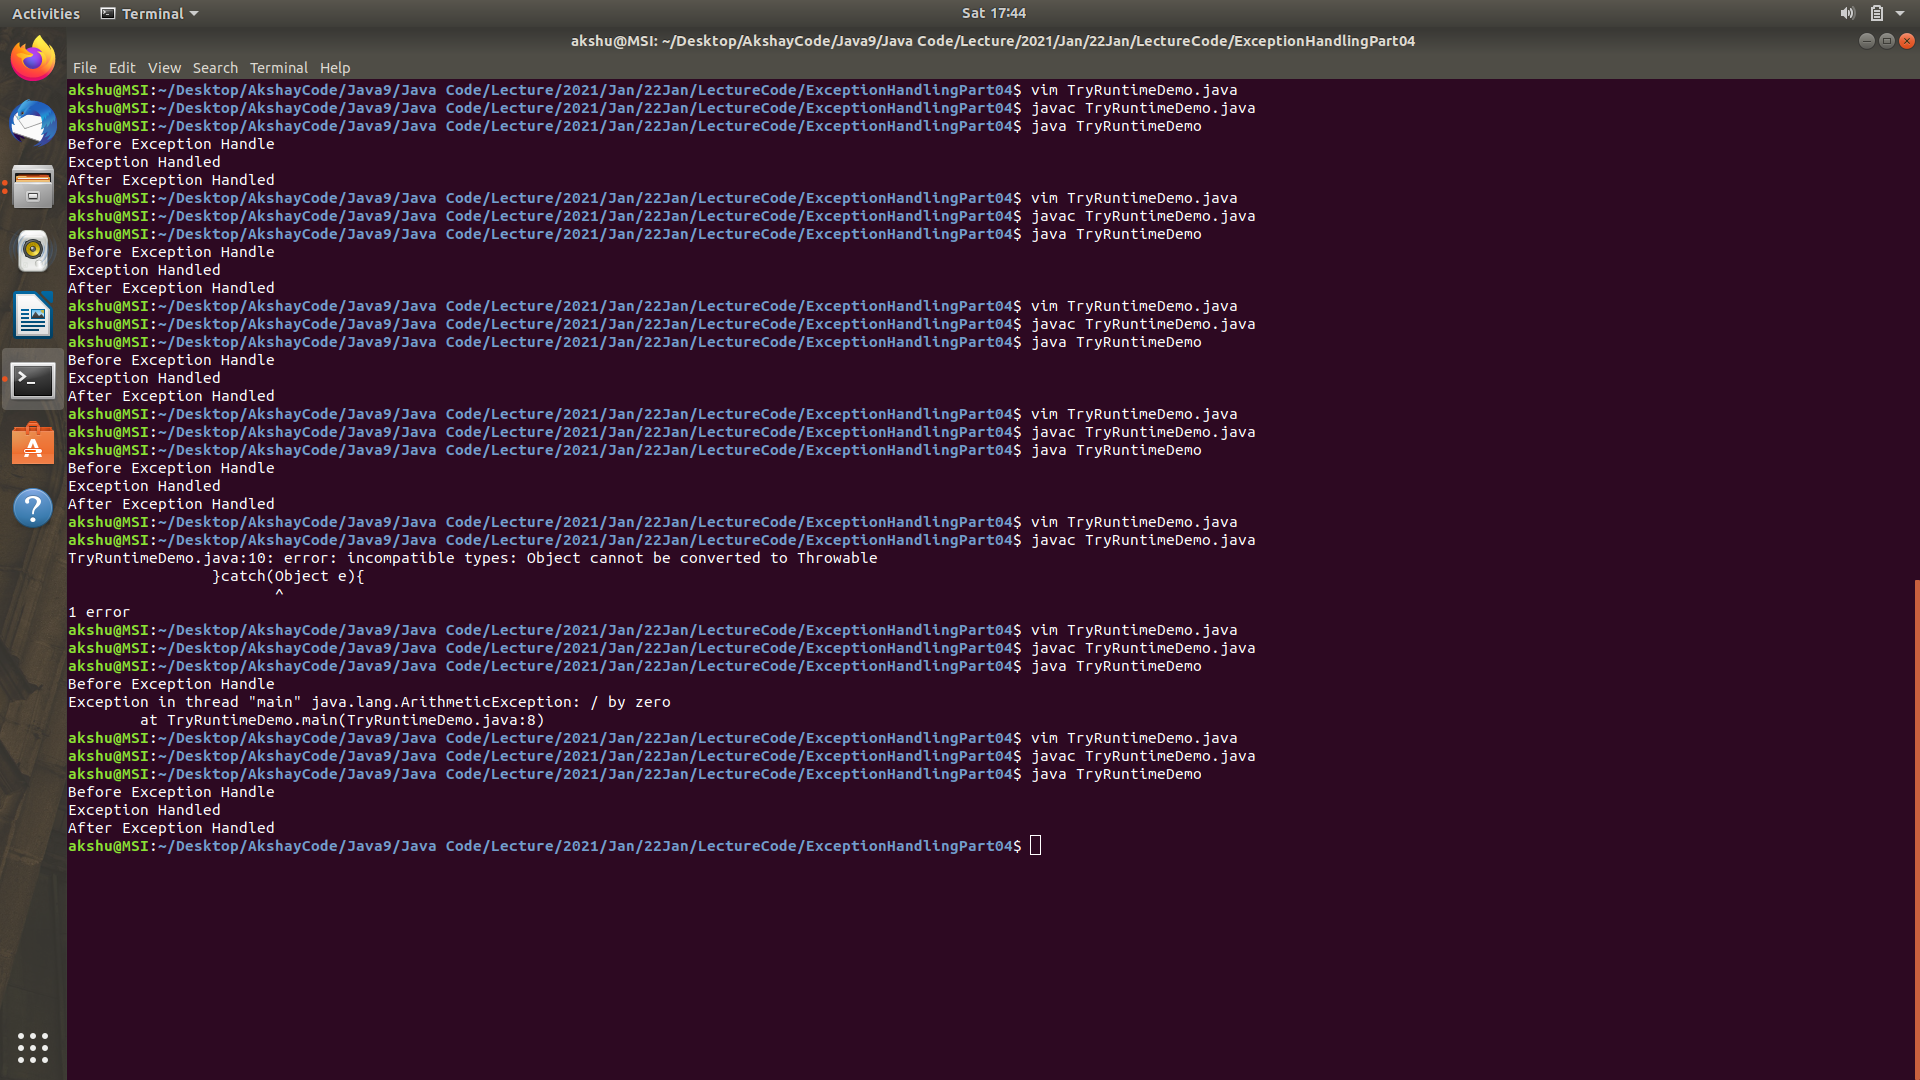 Activities Terminal Sat 17:44
akshu@MSI: ~/Desktop/AkshayCode/Java9/Java Code/Lecture/2021/Jan/22Jan/LectureCode/ExceptionHandlingPart04
File Edit View Search Terminal Help
akshu@MSI:~/Desktop/AkshayCode/Java9/Java Code/Lecture/2021/Jan/22Jan/LectureCode/ExceptionHandlingPart04$ vim TryRuntimeDemo.java
akshu@MSI:~/Desktop/AkshayCode/Java9/Java Code/Lecture/2021/Jan/22Jan/LectureCode/ExceptionHandlingPart04$ javac TryRuntimeDemo.java
akshu@MSI:~/Desktop/AkshayCode/Java9/Java Code/Lecture/2021/Jan/22Jan/LectureCode/ExceptionHandlingPart04$ java TryRuntimeDemo
Before Exception Handle
Exception Handled
After Exception Handled
akshu@MSI:~/Desktop/AkshayCode/Java9/Java Code/Lecture/2021/Jan/22Jan/LectureCode/ExceptionHandlingPart04$ vim TryRuntimeDemo.java
akshu@MSI:~/Desktop/AkshayCode/Java9/Java Code/Lecture/2021/Jan/22Jan/LectureCode/ExceptionHandlingPart04$ javac TryRuntimeDemo.java
akshu@MSI:~/Desktop/AkshayCode/Java9/Java Code/Lecture/2021/Jan/22Jan/LectureCode/ExceptionHandlingPart04$ java TryRuntimeDemo
Before Exception Handle
Exception Handled
After Exception Handled
akshu@MSI:~/Desktop/AkshayCode/Java9/Java Code/Lecture/2021/Jan/22Jan/LectureCode/ExceptionHandlingPart04$ vim TryRuntimeDemo.java
akshu@MSI:~/Desktop/AkshayCode/Java9/Java Code/Lecture/2021/Jan/22Jan/LectureCode/ExceptionHandlingPart04$ javac TryRuntimeDemo.java
akshu@MSI:~/Desktop/AkshayCode/Java9/Java Code/Lecture/2021/Jan/22Jan/LectureCode/ExceptionHandlingPart04$ java TryRuntimeDemo
Before Exception Handle
Exception Handled
After Exception Handled
akshu@MSI:~/Desktop/AkshayCode/Java9/Java Code/Lecture/2021/Jan/22Jan/LectureCode/ExceptionHandlingPart04$ vim TryRuntimeDemo.java
akshu@MSI:~/Desktop/AkshayCode/Java9/Java Code/Lecture/2021/Jan/22Jan/LectureCode/ExceptionHandlingPart04$ javac TryRuntimeDemo.java
akshu@MSI:~/Desktop/AkshayCode/Java9/Java Code/Lecture/2021/Jan/22Jan/LectureCode/ExceptionHandlingPart04$ java TryRuntimeDemo
Before Exception Handle
Exception Handled
After Exception Handled
akshu@MSI:~/Desktop/AkshayCode/Java9/Java Code/Lecture/2021/Jan/22Jan/LectureCode/ExceptionHandlingPart04$ vim TryRuntimeDemo.java
akshu@MSI:~/Desktop/AkshayCode/Java9/Java Code/Lecture/2021/Jan/22Jan/LectureCode/ExceptionHandlingPart04$ javac TryRuntimeDemo.java
TryRuntimeDemo.java:10: error: incompatible types: Object cannot be converted to Throwable
                }catch(Object e){
                       ^
1 error
akshu@MSI:~/Desktop/AkshayCode/Java9/Java Code/Lecture/2021/Jan/22Jan/LectureCode/ExceptionHandlingPart04$ vim TryRuntimeDemo.java
akshu@MSI:~/Desktop/AkshayCode/Java9/Java Code/Lecture/2021/Jan/22Jan/LectureCode/ExceptionHandlingPart04$ javac TryRuntimeDemo.java
akshu@MSI:~/Desktop/AkshayCode/Java9/Java Code/Lecture/2021/Jan/22Jan/LectureCode/ExceptionHandlingPart04$ java TryRuntimeDemo
Before Exception Handle
Exception in thread "main" java.lang.ArithmeticException: / by zero
        at TryRuntimeDemo.main(TryRuntimeDemo.java:8)
akshu@MSI:~/Desktop/AkshayCode/Java9/Java Code/Lecture/2021/Jan/22Jan/LectureCode/ExceptionHandlingPart04$ vim TryRuntimeDemo.java
akshu@MSI:~/Desktop/AkshayCode/Java9/Java Code/Lecture/2021/Jan/22Jan/LectureCode/ExceptionHandlingPart04$ javac TryRuntimeDemo.java
akshu@MSI:~/Desktop/AkshayCode/Java9/Java Code/Lecture/2021/Jan/22Jan/LectureCode/ExceptionHandlingPart04$ java TryRuntimeDemo
Before Exception Handle
Exception Handled
After Exception Handled
akshu@MSI:~/Desktop/AkshayCode/Java9/Java Code/Lecture/2021/Jan/22Jan/LectureCode/ExceptionHandlingPart04$